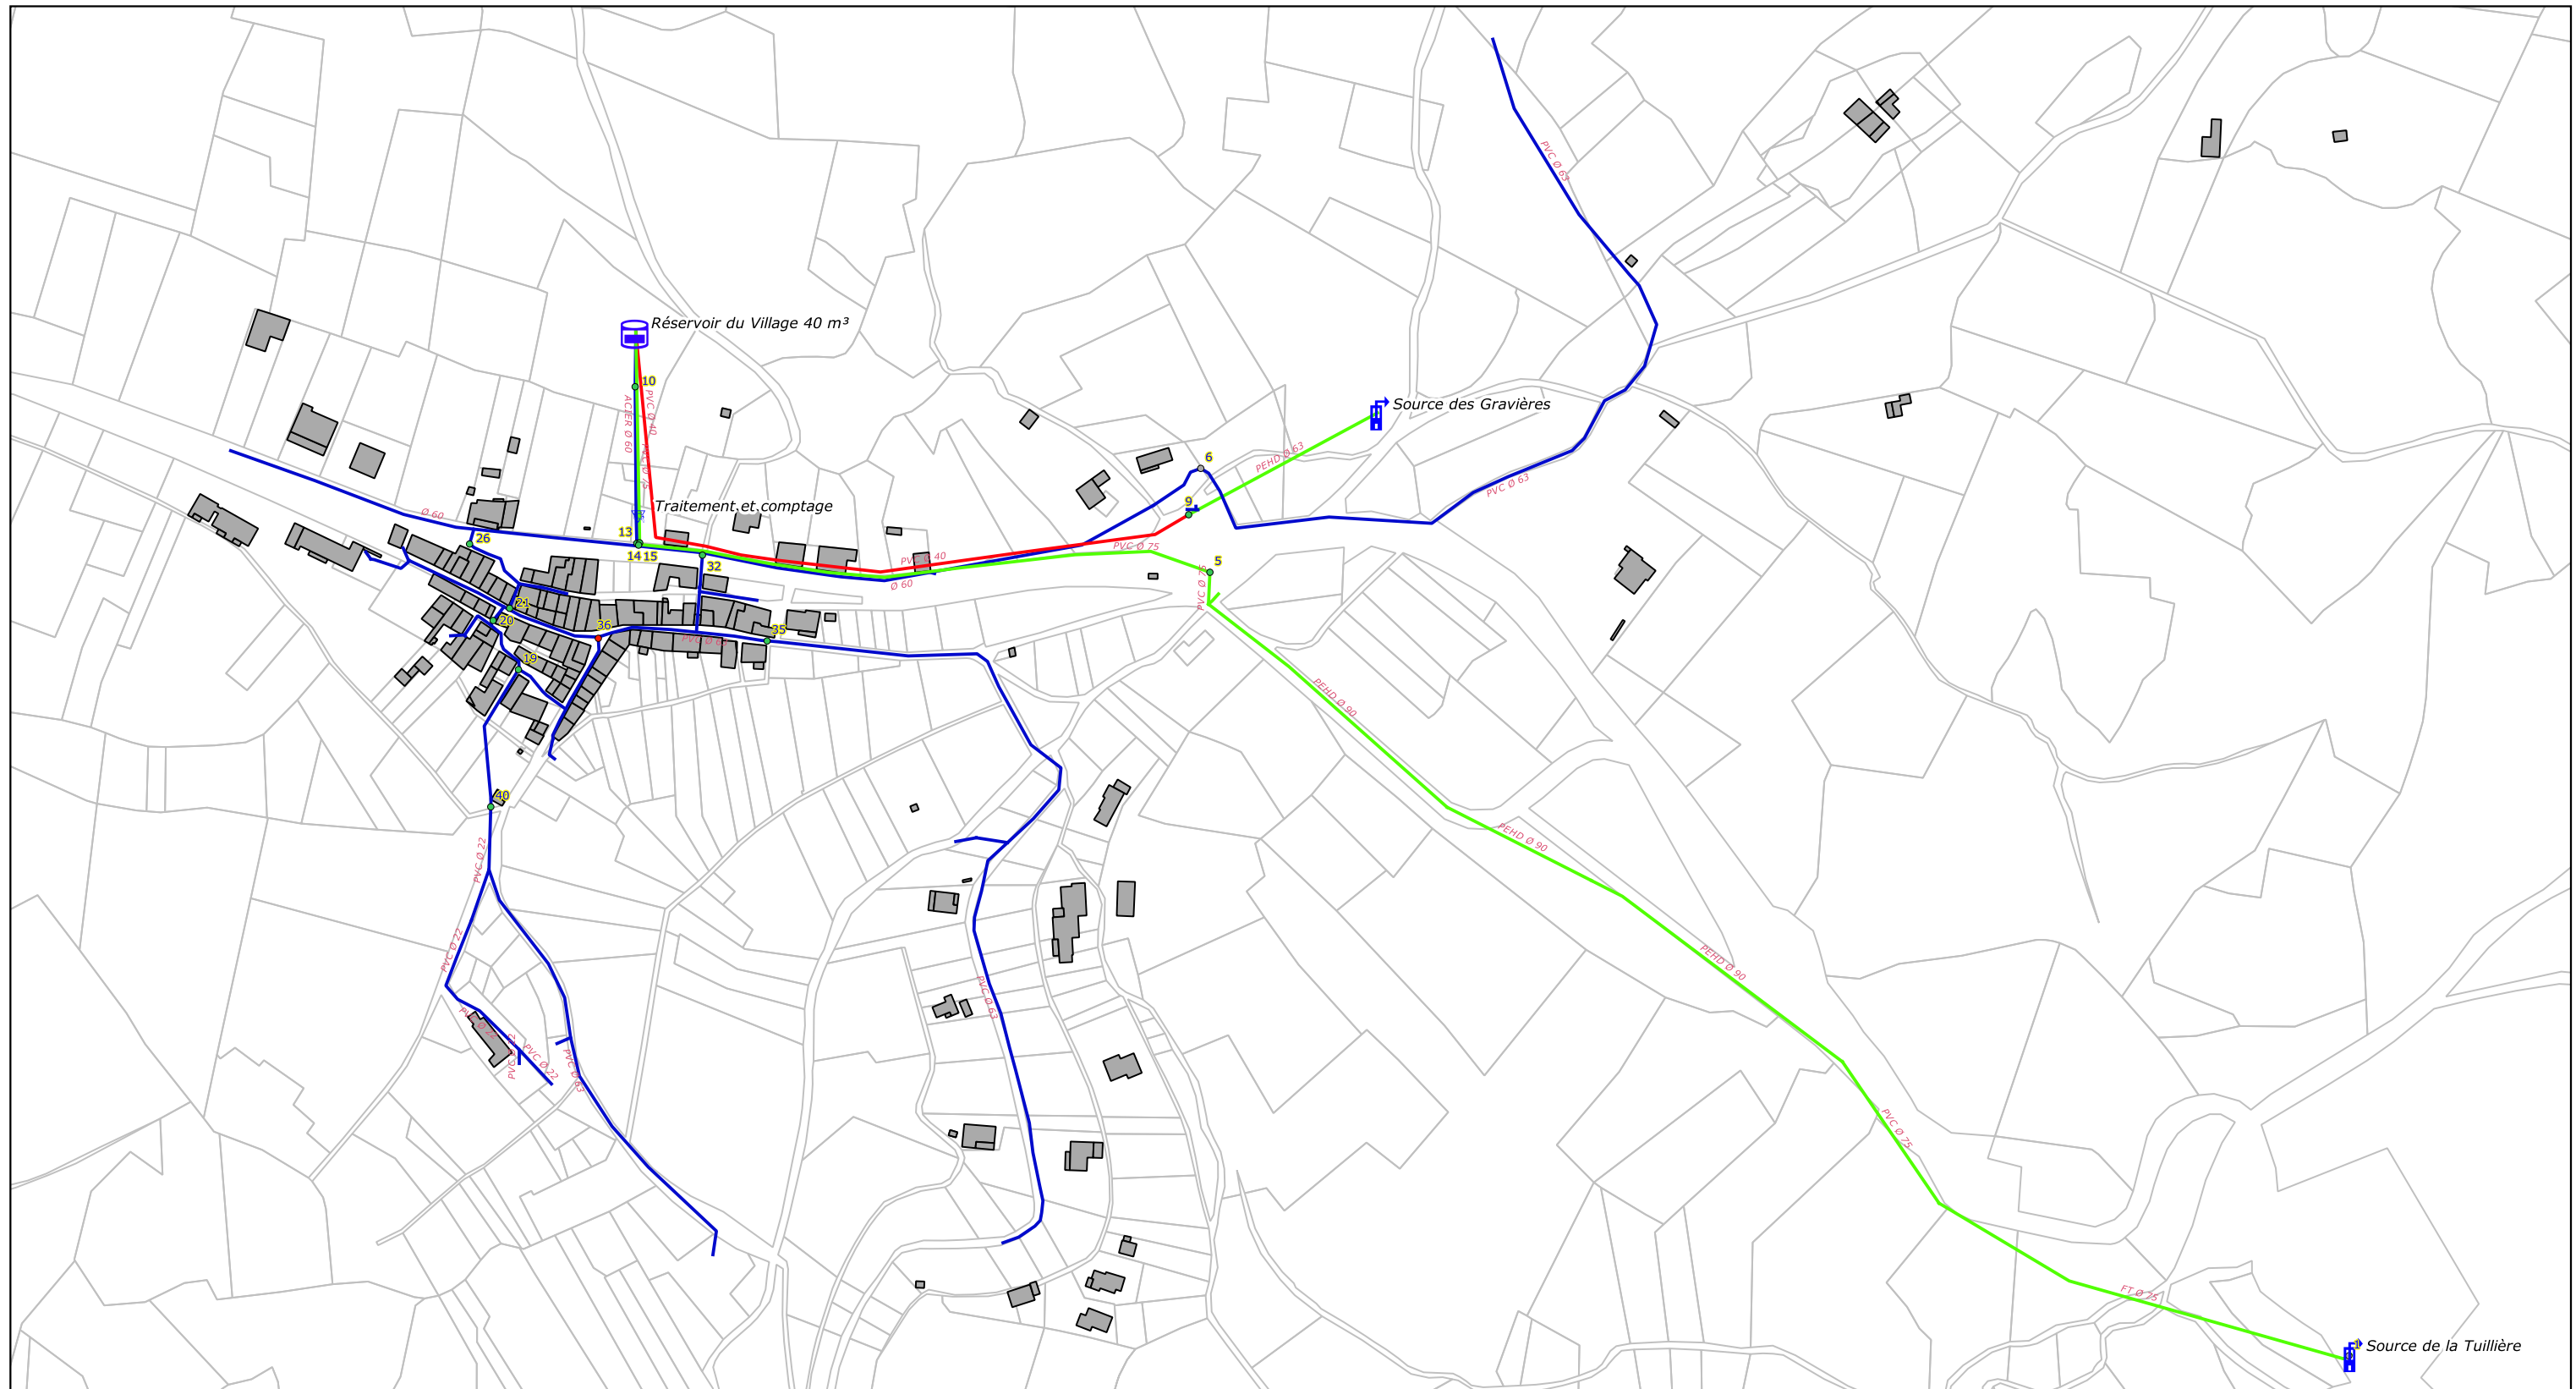 PVC Ø 63
Réservoir du Village 40 m³
10
PVC Ø 40
ACIER Ø 60
Source des Gravières
6
PEHD Ø 63
PVC Ø 63
9
Traitement et comptage
Ø 60
13
14
15
26
32
PVC Ø 75
5
PVC Ø 75
Ø 60
21
20
36
35
19
PEHD Ø 90
40
PEHD Ø 90
PVC Ø 22
PVC Ø 22
PEHD Ø 90
PVC Ø 63
PVC Ø 22
PVC Ø 63
PVC Ø 75
FT Ø 75
1
Source de la Tuillière